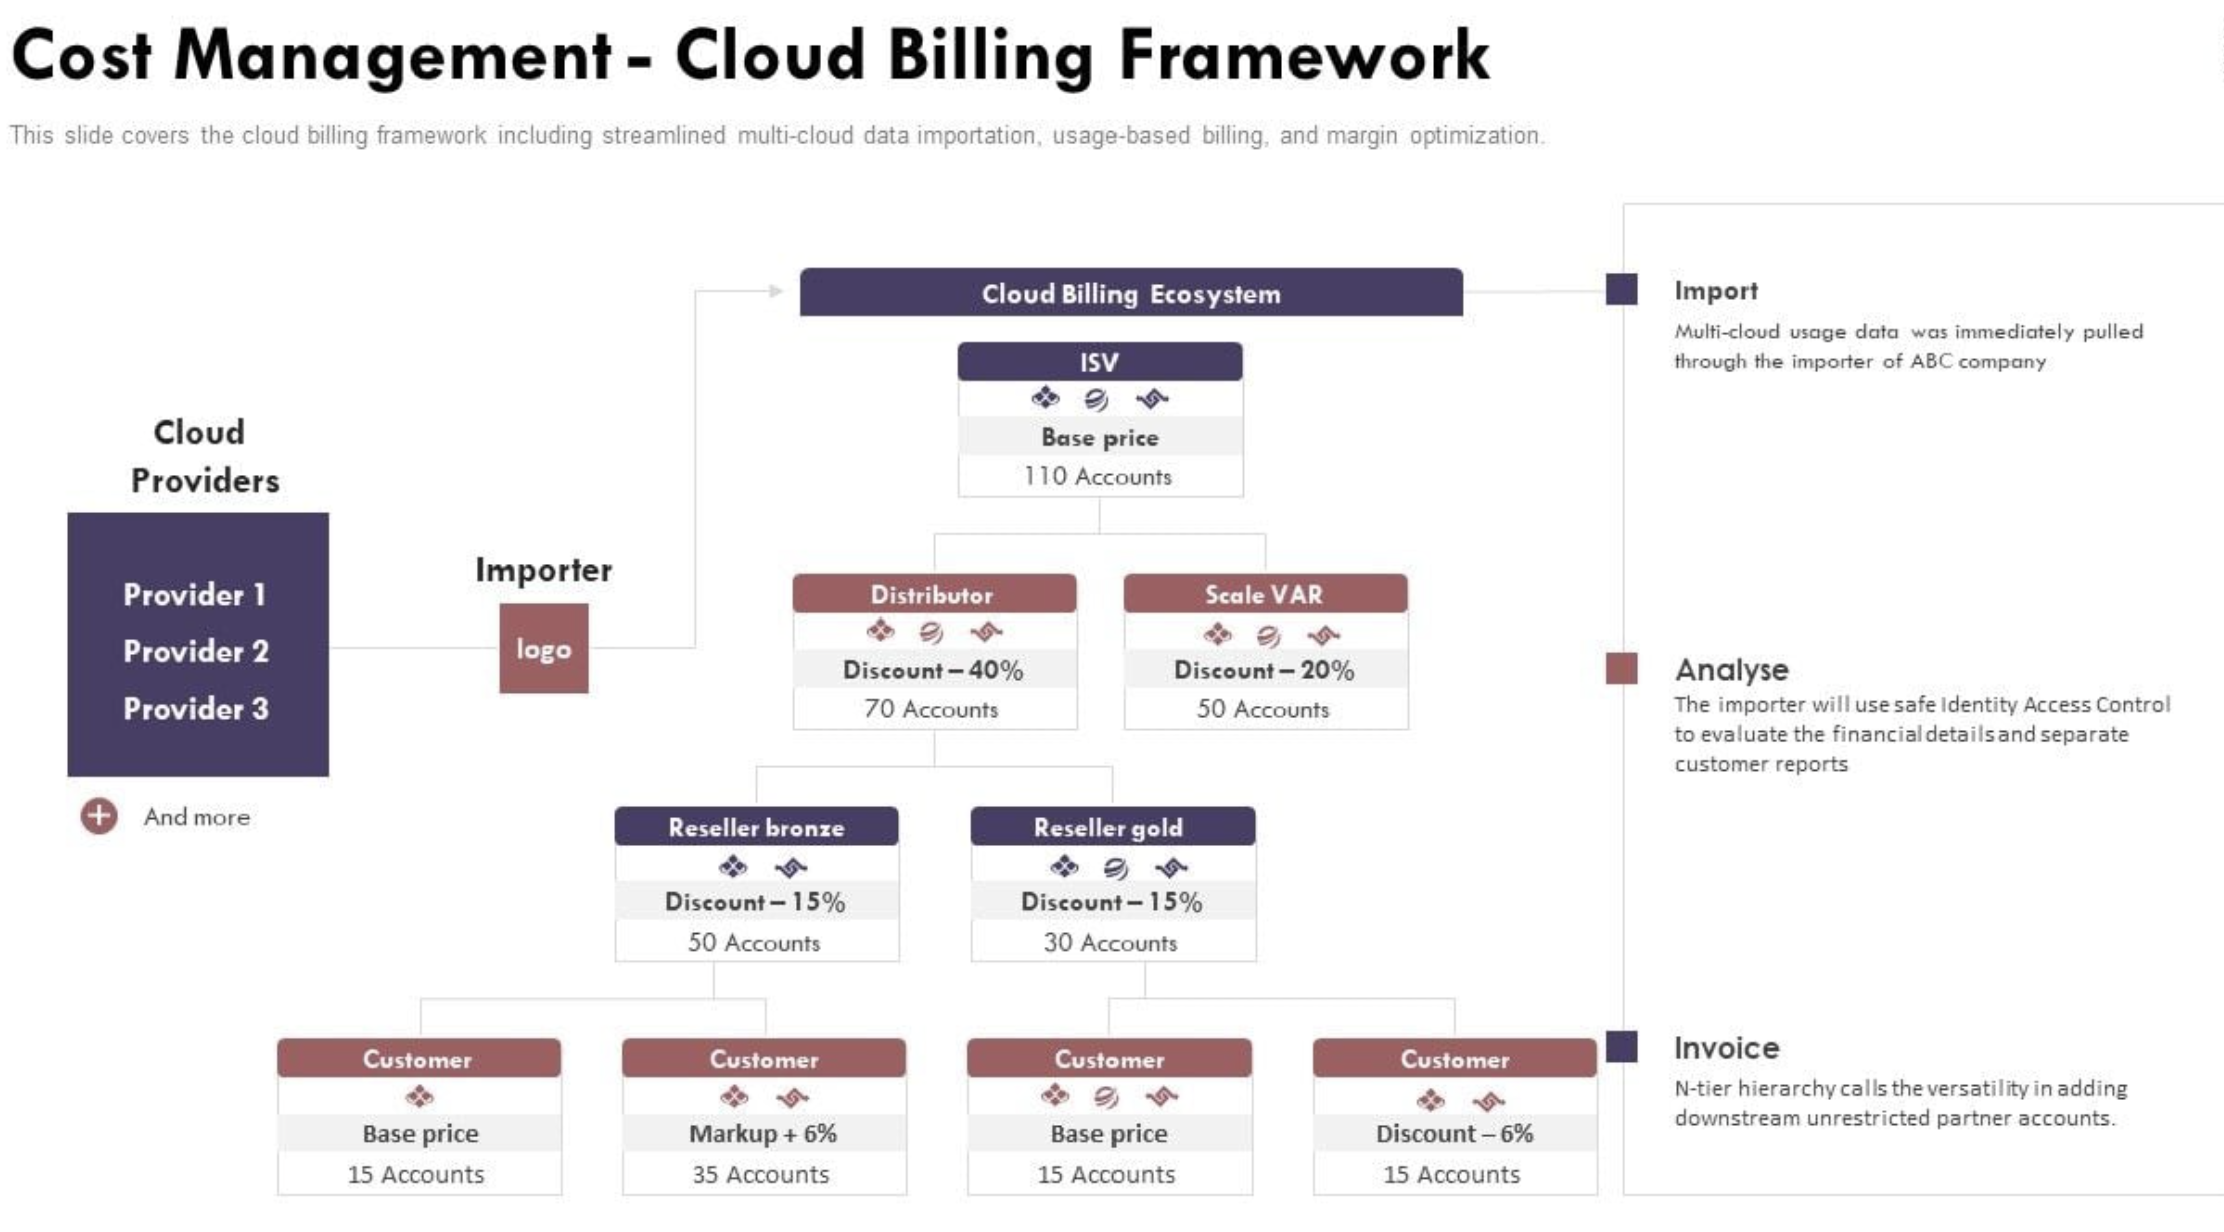 Cost Management - Cloud Billing Framework
This slide covers the cloud billing framework including streamlined multi-cloud data importation, usage-based billing, and margin optimization.
Cloud
Providers
Provider 1
Provider 2
Provider 3
And more
Importer
logo
Cloud Billing Ecosystem
ISV
Base price
110 Accounts
Distributor
Discount – 40%
70 Accounts
Scale VAR
Discount – 20%
50 Accounts
Reseller bronze
Discount – 15%
50 Accounts
Reseller gold
Discount – 15%
30 Accounts
Customer
Base price
15 Accounts
Customer
Markup + 6%
35 Accounts
Customer
Base price
15 Accounts
Customer
Discount – 6%
15 Accounts
Import
Multi-cloud usage data was immediately pulled
through the importer of ABC company
Analyse
The importer will use safe Identity Access Control
to evaluate the financial details and separate
customer reports
Invoice
N-tier hierarchy calls the versatility in adding
downstream unrestricted partner accounts.